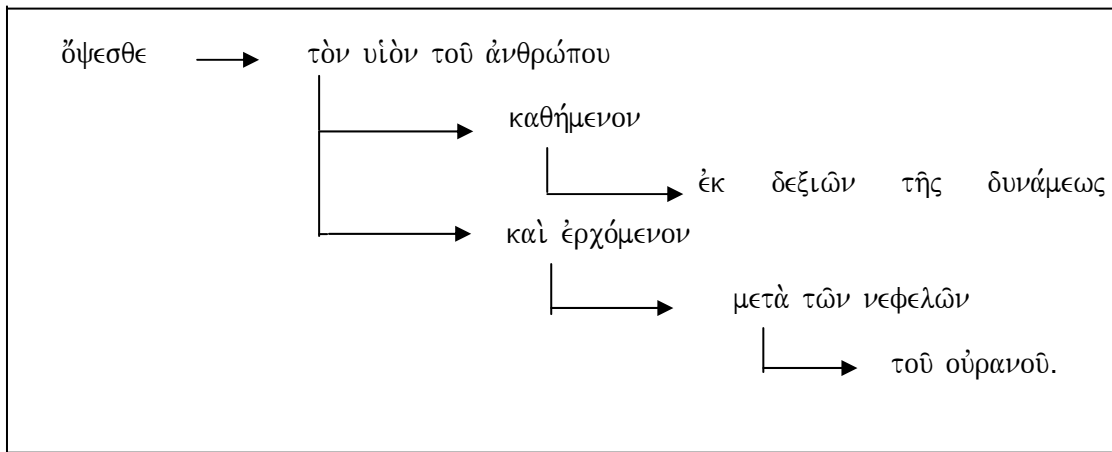 ὄψεσθε τὸν υἱὸν τοῦ ἀνθρώπου
καθήμενον
ἐκ δεξιῶν τῆς δυνάμεως
καὶ ἐρχόμενον
μετὰ τῶν νεφελῶν
τοῦ οὐρανοῦ.